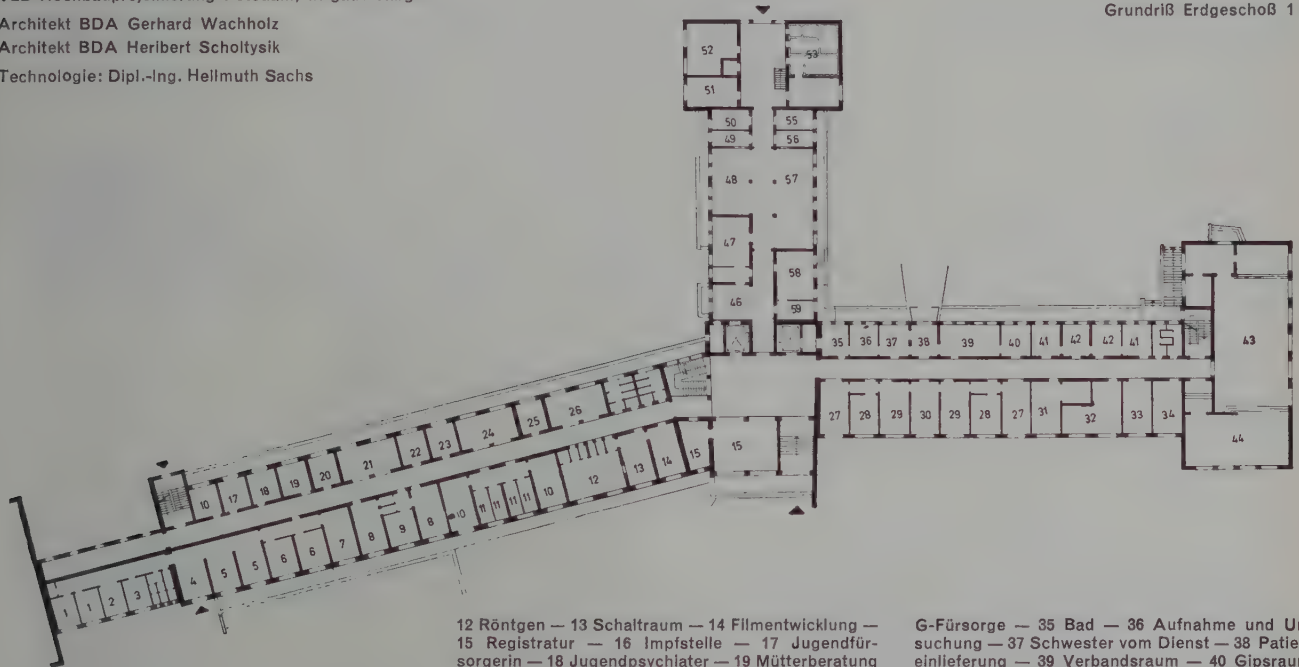 Architekt BDA Gerhard Wachholz
Architekt BDA Heribert Scholtysik
Technologie: Dipl.-Ing. Hellmuth Sachs
Grundriß Erdgeschoß 1
52
53
51
50
55
49
56
48
57
47
58
46
59
35 36 37 38 39 40 41 42 42 41
43
27 28 29 30 29 28 27 31 32 33 34
44
10 17 18 19 20 21 22 23 24 25 26
1 1 2 3 4 5 5 6 6 7 8 9 8 10 11 11 11 11 10 12 13 14 15 15
12 Röntgen — 13 Schaltraum — 14 Filmentwicklung —
15 Registratur — 16 Impfstelle — 17 Jugendfür-
sorgerin — 18 Jugendpsychiater — 19 Mütterberatung
G-Fürsorge — 35 Bad — 36 Aufnahme und
suchung — 37 Schwester vom Dienst — 38
einlieferung — 39 Verbandsraum — 40